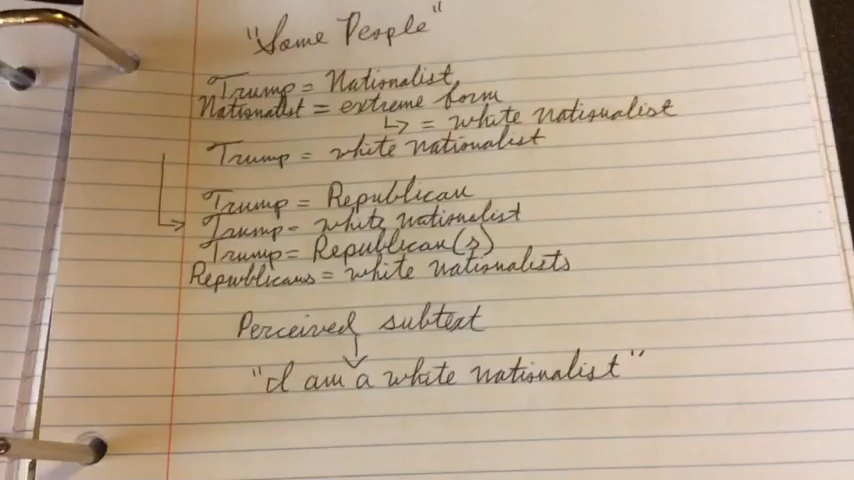 "Some People"
Trump = Nationalist
Nationalist = extreme form
↳ = white nationalist
Trump = white nationalist
Trump = Republican
Trump = white nationalist
Trump = Republican(s)
Republicans = white nationalists
Perceived subtext
"I am a white nationalist"